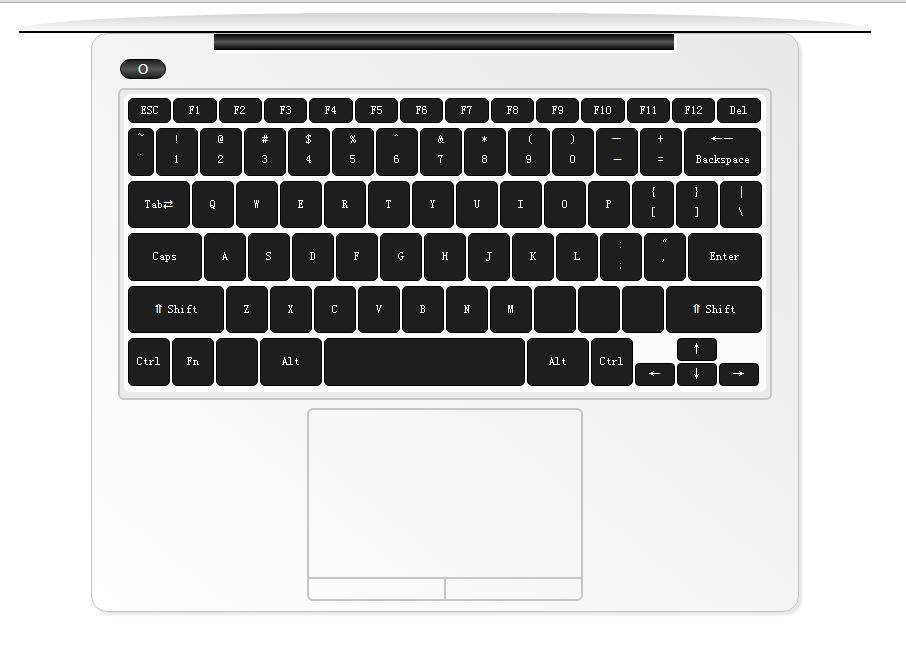 O
ESC F1 F2 F3 F4 F5 F6 F7 F8 F9 F10 F11 F12 Del
~ ! @ # $ % ^ & * ( ) — + ←—
` 1 2 3 4 5 6 7 8 9 0 — = Backspace
{ } |
Tab⇄ Q W E R T Y U I O P [ ] \
: “
Caps A S D F G H J K L ; , Enter
⇑ Shift Z X C V B N M ⇑ Shift
Ctrl Fn Alt Alt Ctrl ↑
← ↓ →